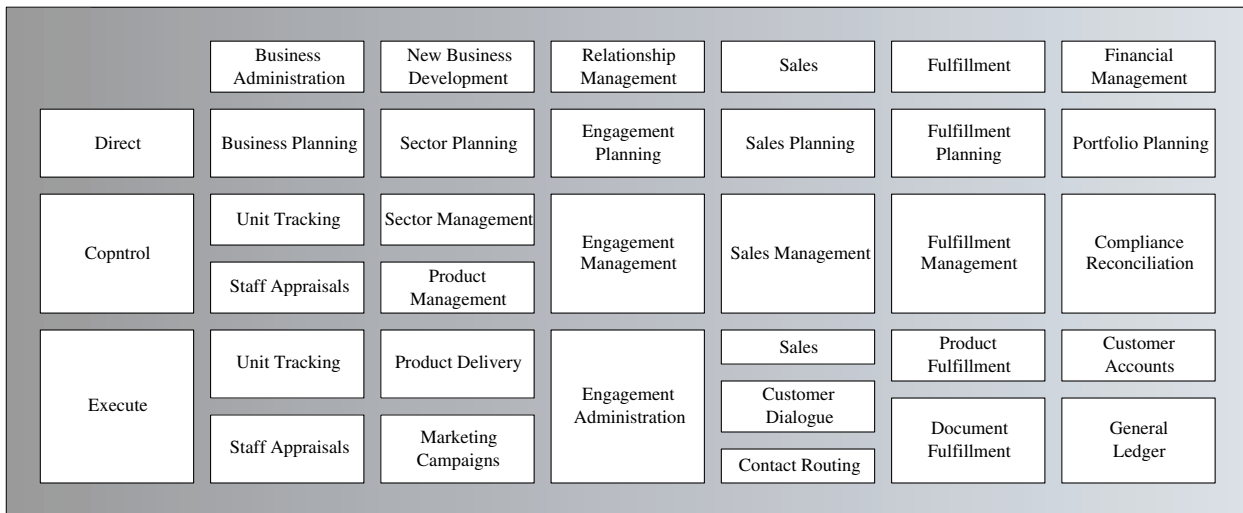 Business
Administration
New Business
Development
Relationship
Management
Sales
Fulfillment
Financial
Management
Direct
Business Planning
Sector Planning
Engagement
Planning
Sales Planning
Fulfillment
Planning
Portfolio Planning
Copntrol
Unit Tracking
Staff Appraisals
Sector Management
Product
Management
Engagement
Management
Sales Management
Fulfillment
Management
Compliance
Reconciliation
Execute
Unit Tracking
Staff Appraisals
Product Delivery
Marketing
Campaigns
Engagement
Administration
Sales
Customer
Dialogue
Contact Routing
Product
Fulfillment
Document
Fulfillment
Customer
Accounts
General
Ledger